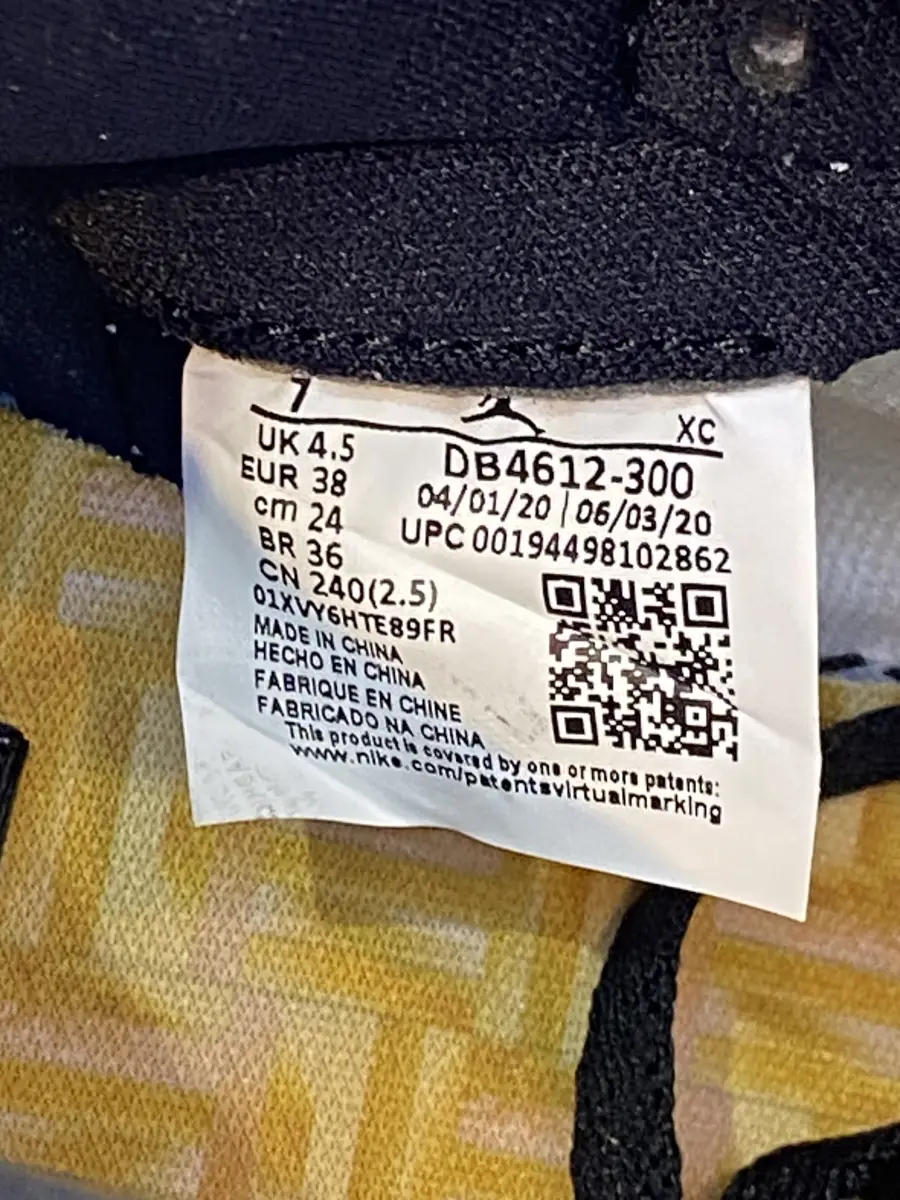 7 XC
UK 4.5
EUR 38
cm 24
BR 36
CN 240(2.5)
01XVY6HTE89FR
MADE IN CHINA
HECHO EN CHINA
FABRIQUE EN CHINE
FABRICADO NA CHINA
DB4612-300
04/01/20 | 06/03/20
UPC 00194498102862
This product is covered by one or more patents:
www.nike.com/patentsvirtualmarking